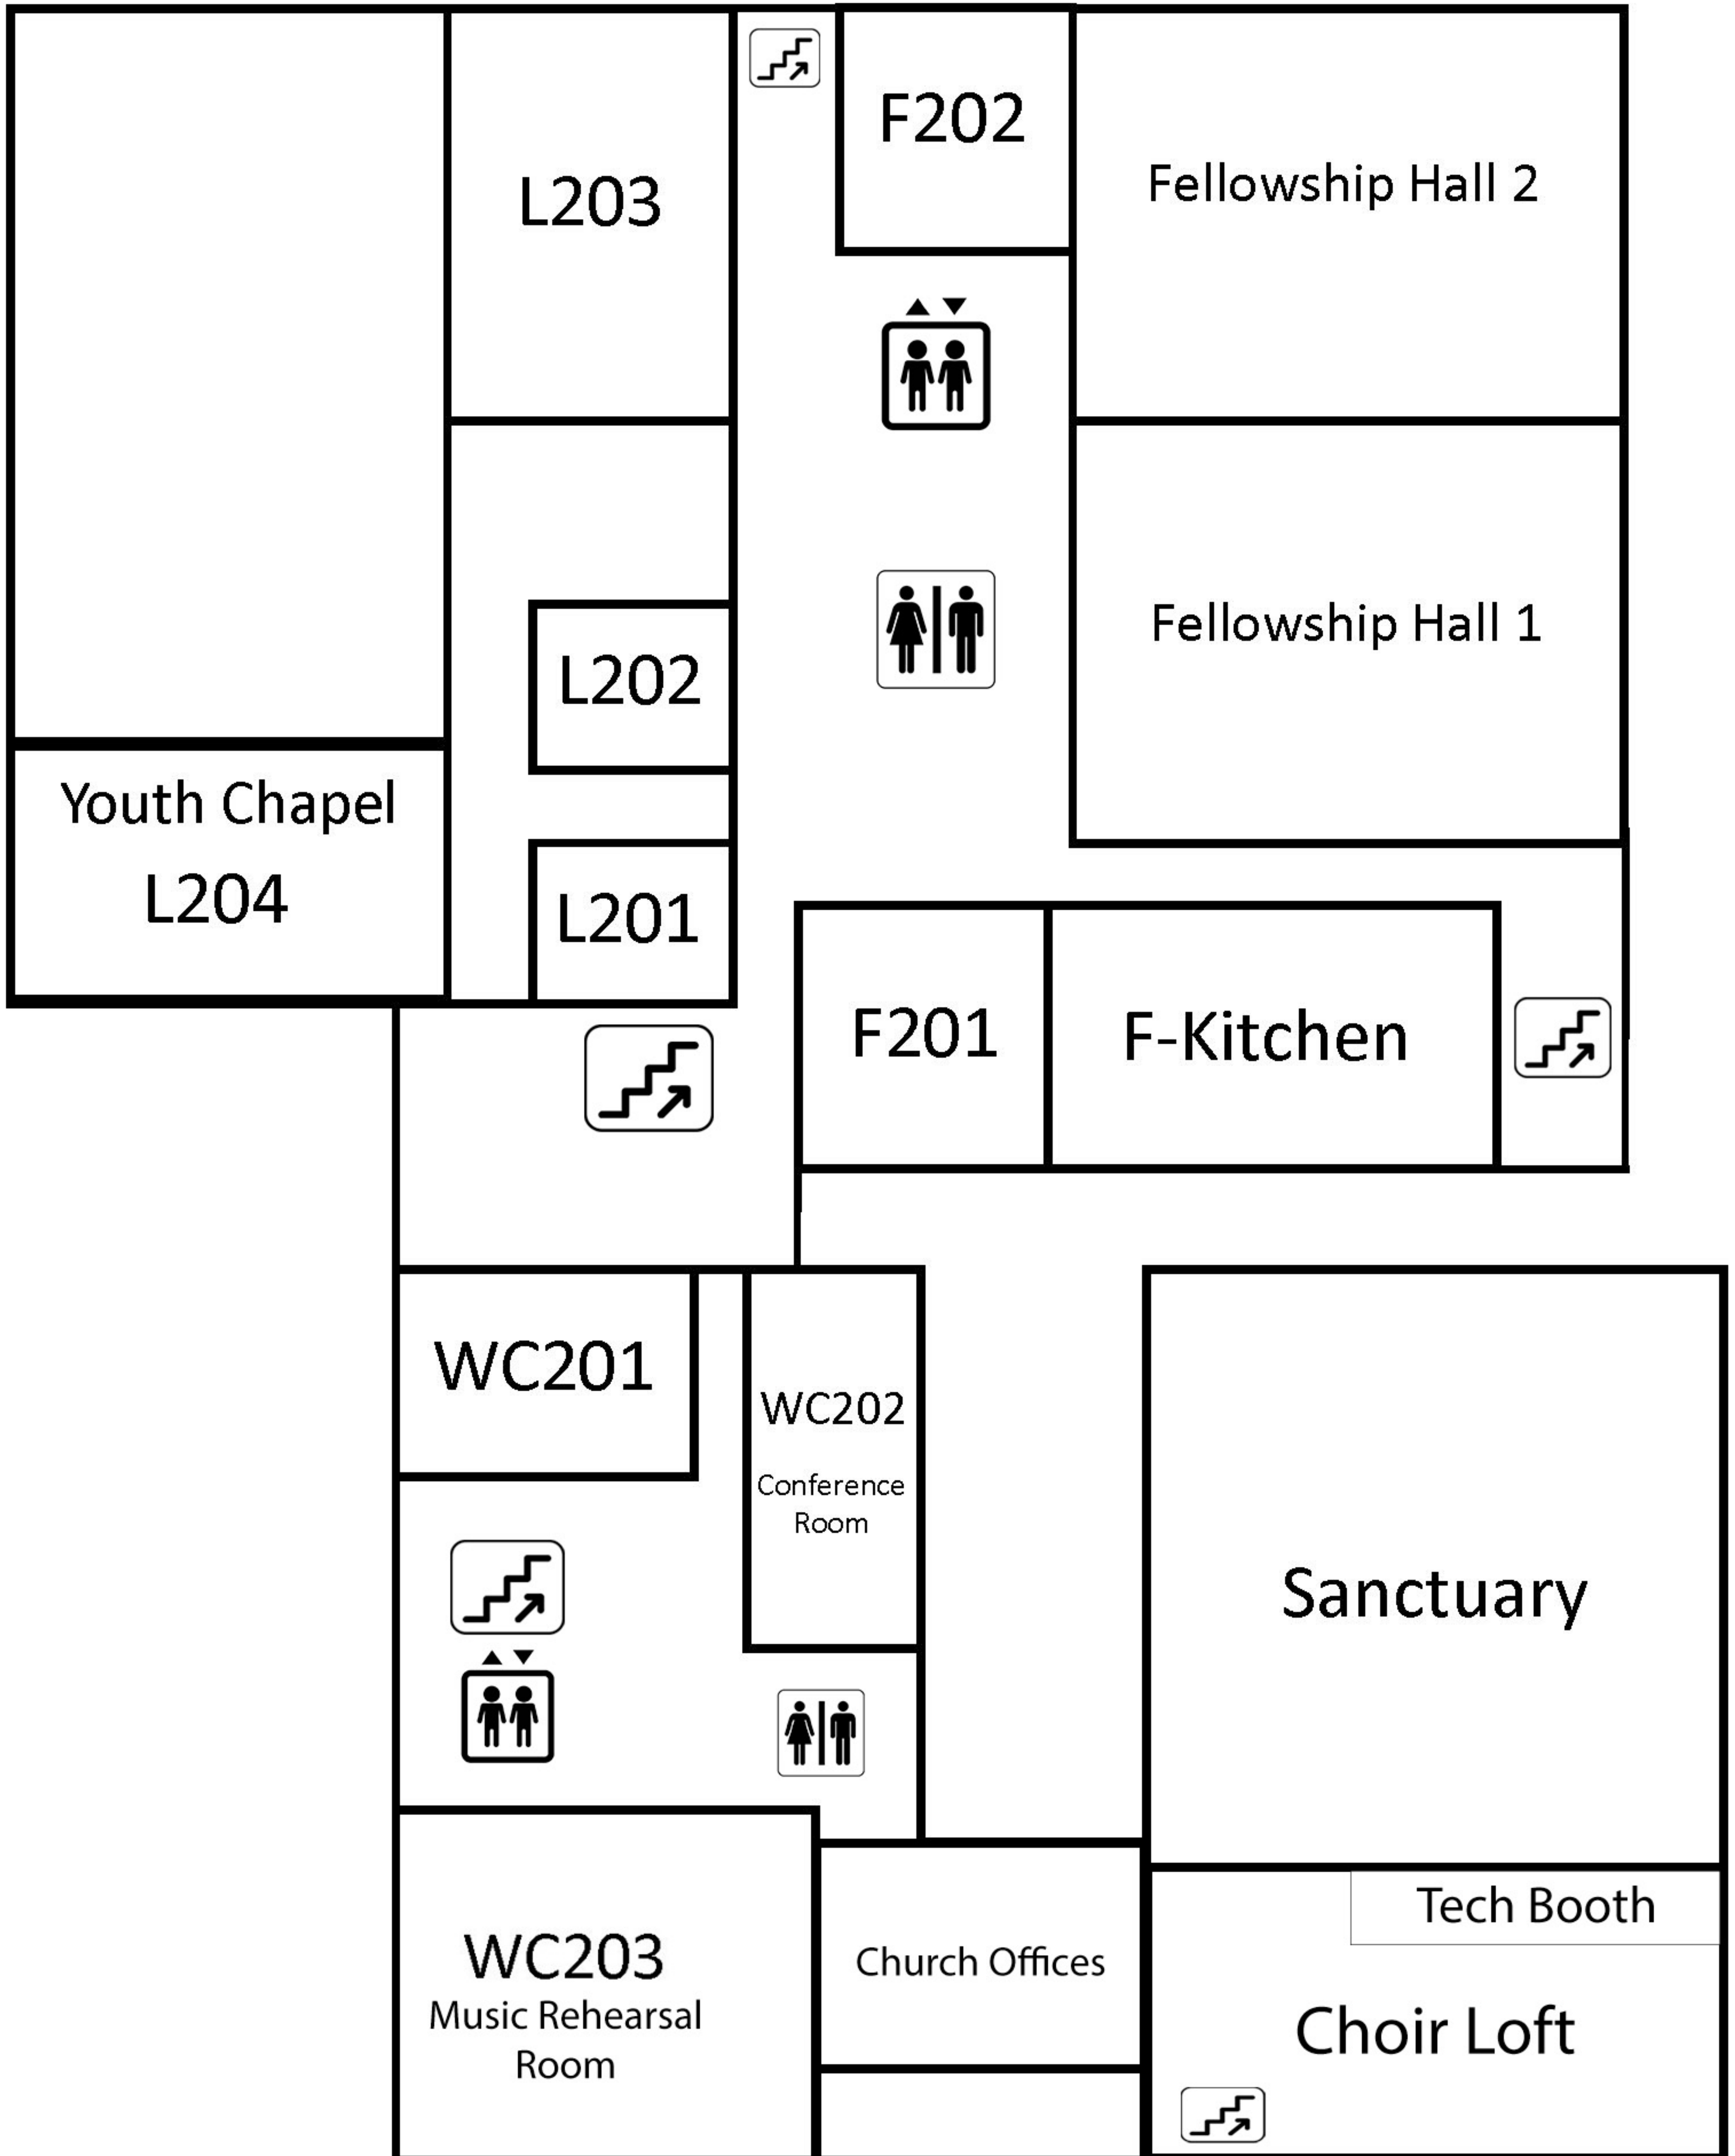 F202
L203
Fellowship Hall 2
Fellowship Hall 1
L202
Youth Chapel
L204
L201
F201
F-Kitchen
WC201
WC202
Conference
Room
Sanctuary
Tech Booth
WC203
Music Rehearsal
Room
Church Offices
Choir Loft